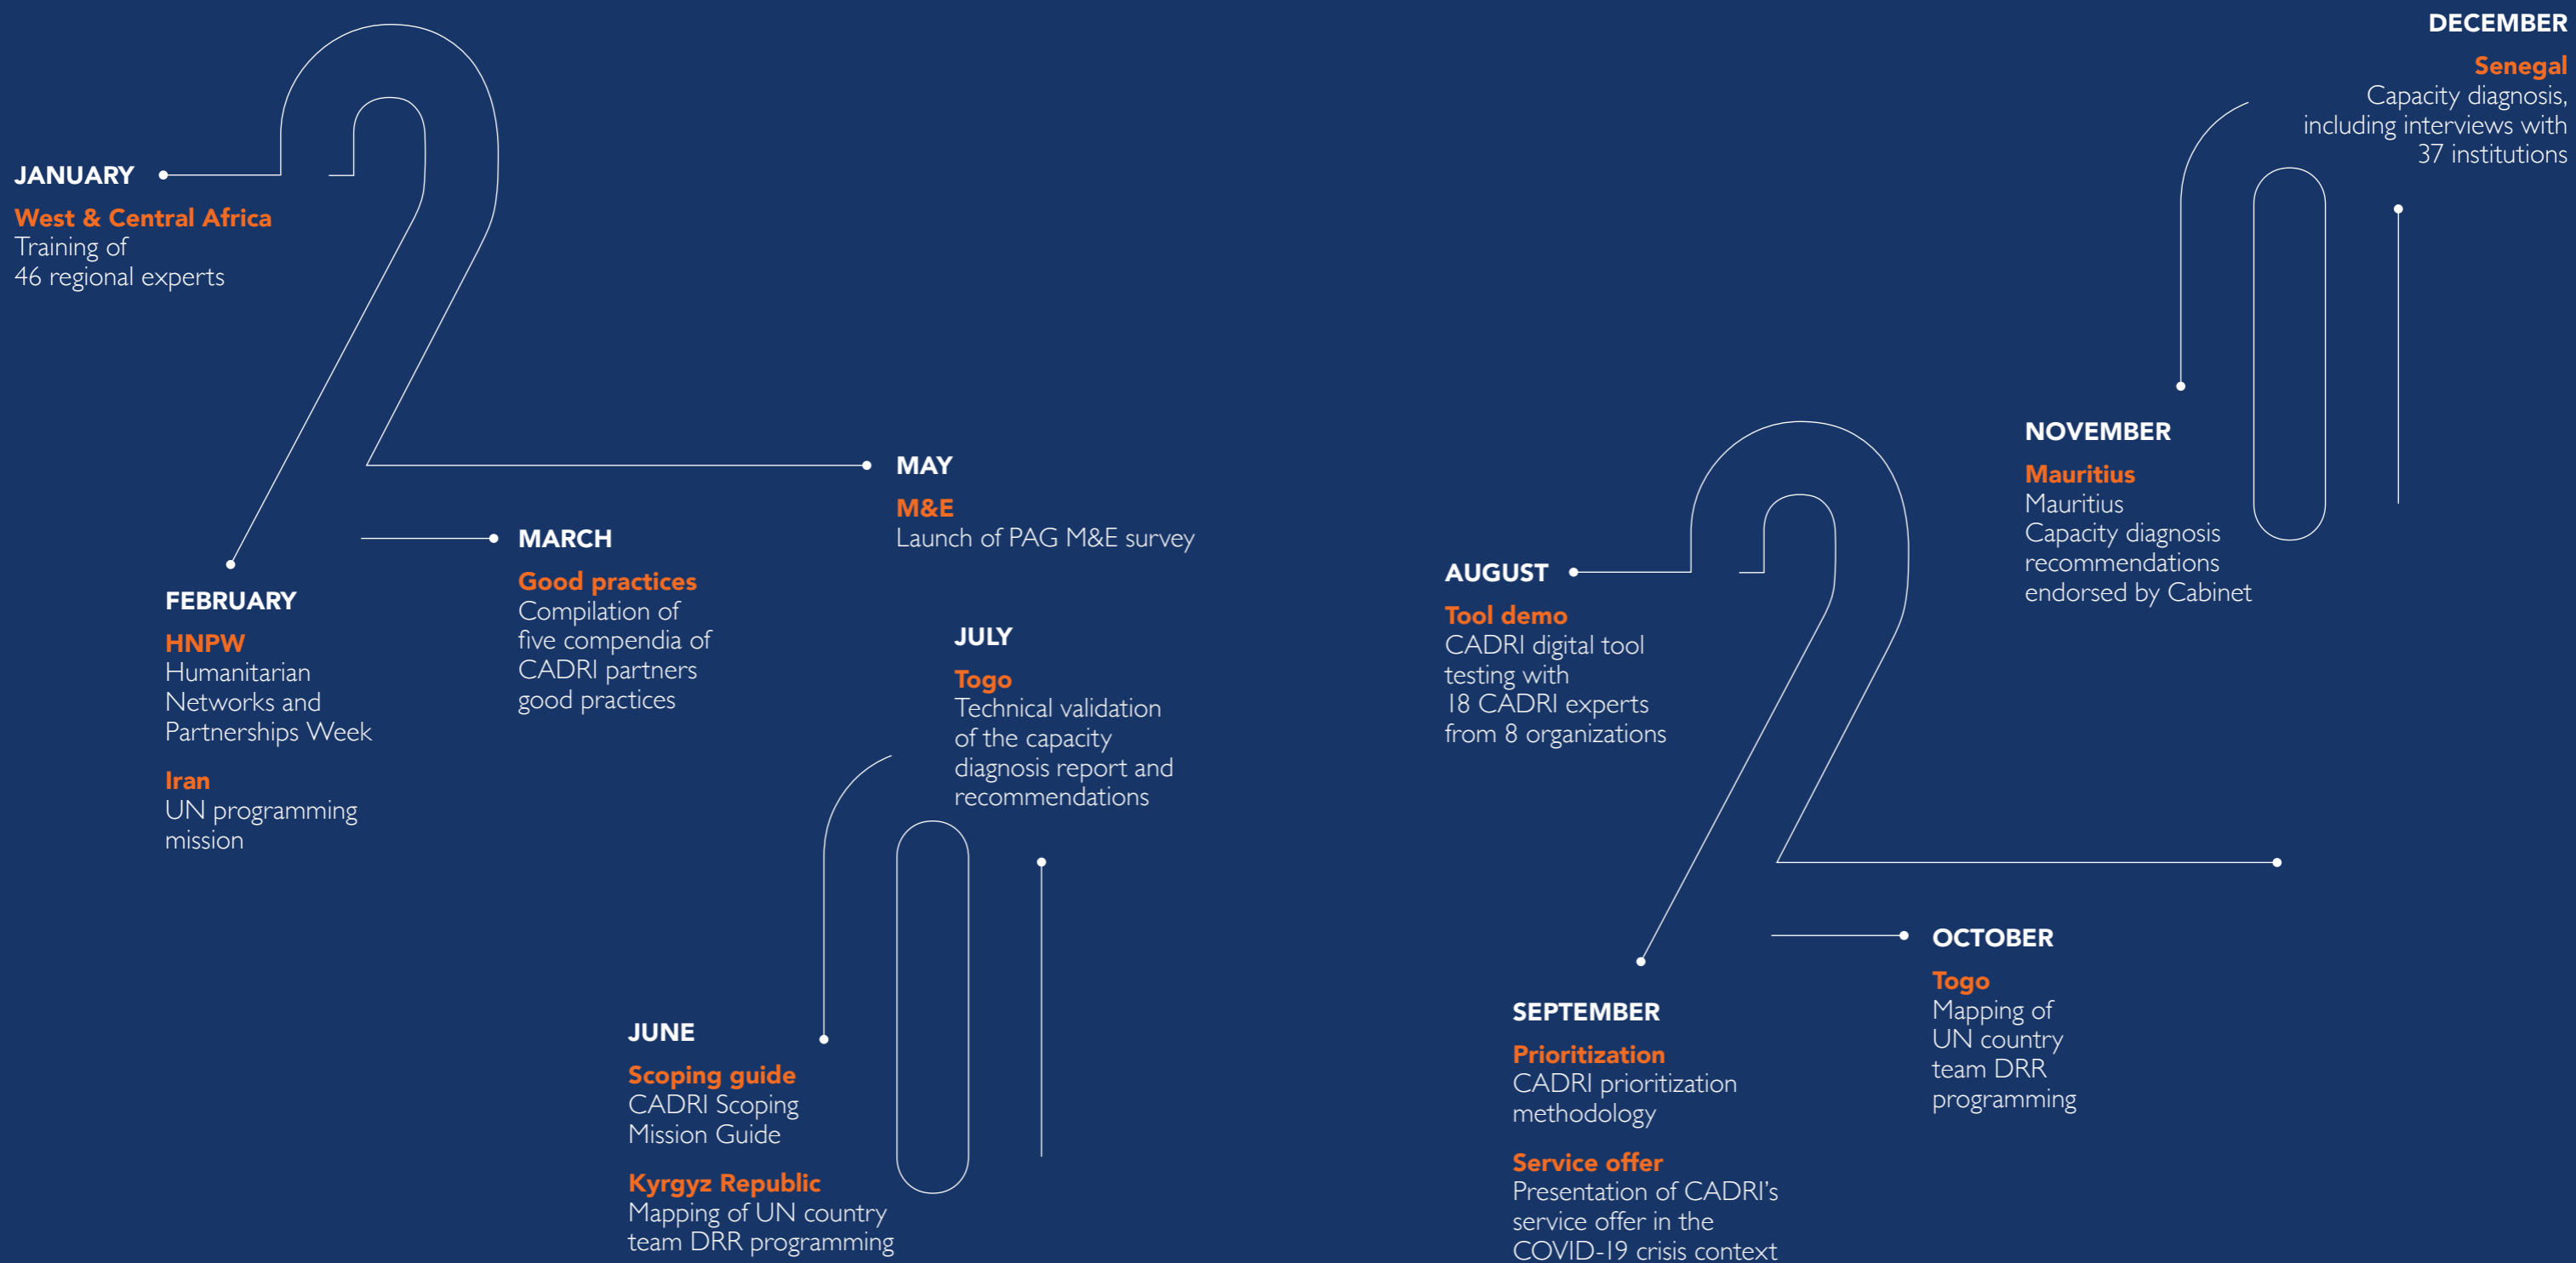 JANUARY
West & Central Africa
Training of
46 regional experts
FEBRUARY
HNPW
Humanitarian
Networks and
Partnerships Week
Iran
UN programming
mission
MARCH
Good practices
Compilation of
five compendia of
CADRI partners
good practices
MAY
M&E
Launch of PAG M&E survey
JUNE
Scoping guide
CADRI Scoping
Mission Guide
Kyrgyz Republic
Mapping of UN country
team DRR programming
JULY
Togo
Technical validation
of the capacity
diagnosis report and
recommendations
AUGUST
Tool demo
CADRI digital tool
testing with
18 CADRI experts
from 8 organizations
SEPTEMBER
Prioritization
CADRI prioritization
methodology
Service offer
Presentation of CADRI's
service offer in the
COVID-19 crisis context
OCTOBER
Togo
Mapping of
UN country
team DRR
programming
NOVEMBER
Mauritius
Mauritius
Capacity diagnosis
recommendations
endorsed by Cabinet
DECEMBER
Senegal
Capacity diagnosis,
including interviews with
37 institutions